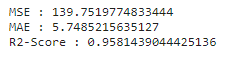 MSE : 139.7519774833444
MAE : 5.7485215635127
R2-Score : 0.9581439044425136